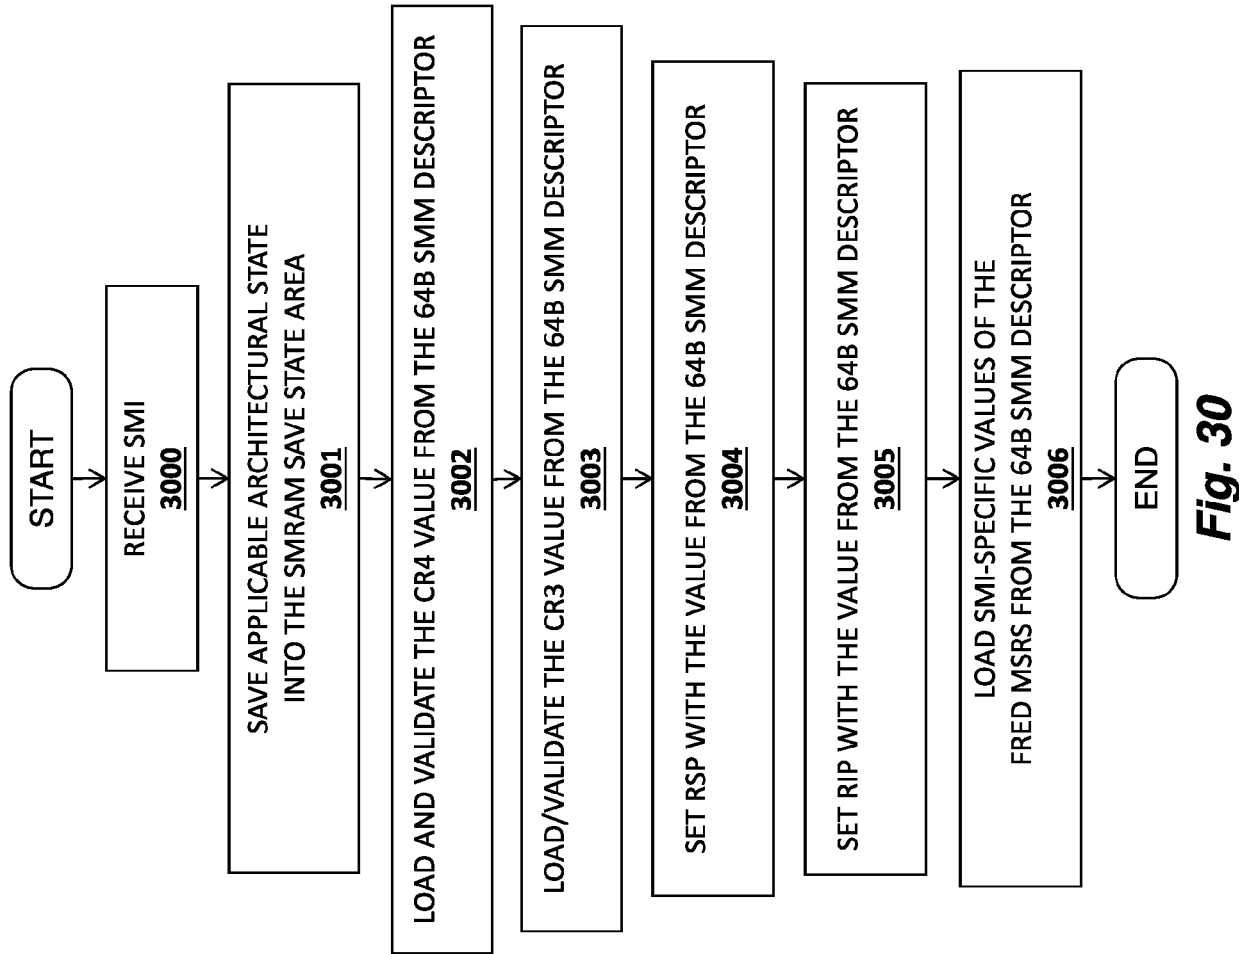 START
RECEIVE SMI
3000
SAVE APPLICABLE ARCHITECTURAL STATE
INTO THE SMRAM SAVE STATE AREA
3001
LOAD AND VALIDATE THE CR4 VALUE FROM THE 64B SMM DESCRIPTOR
3002
LOAD/VALIDATE THE CR3 VALUE FROM THE 64B SMM DESCRIPTOR
3003
SET RSP WITH THE VALUE FROM THE 64B SMM DESCRIPTOR
3004
SET RIP WITH THE VALUE FROM THE 64B SMM DESCRIPTOR
3005
LOAD SMI-SPECIFIC VALUES OF THE
FRED MSRS FROM THE 64B SMM DESCRIPTOR
3006
END
Fig. 30